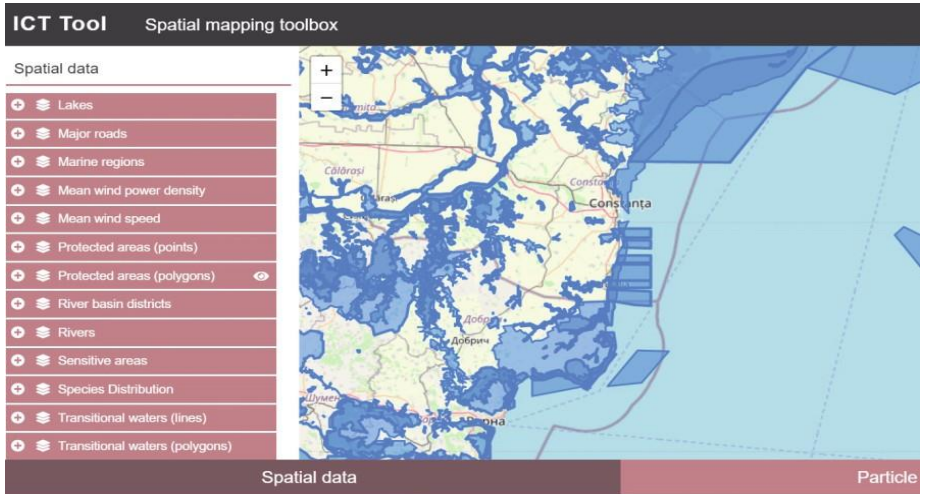 ICT Tool Spatial mapping toolbox
Spatial data
Lakes
Major roads
Marine regions
Mean wind power density
Mean wind speed
Protected areas (points)
Protected areas (polygons)
River basin districts
Rivers
Sensitive areas
Species Distribution
Transitional waters (lines)
Transitional waters (polygons)
+
−
Călărași
Constanța
Добрич
Spatial data
Particle